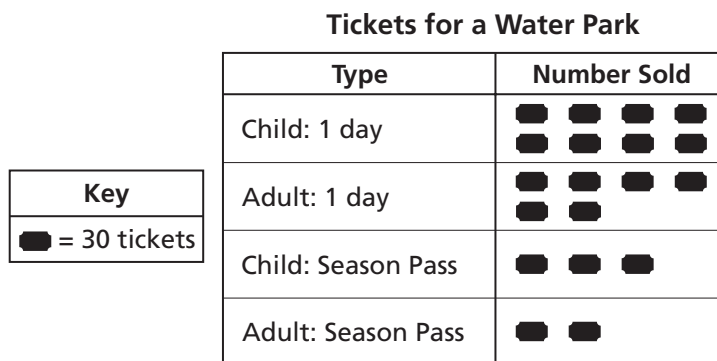 Tickets for a Water Park
Type Number Sold
Child: 1 day
Adult: 1 day
Child: Season Pass
Adult: Season Pass
Key
= 30 tickets